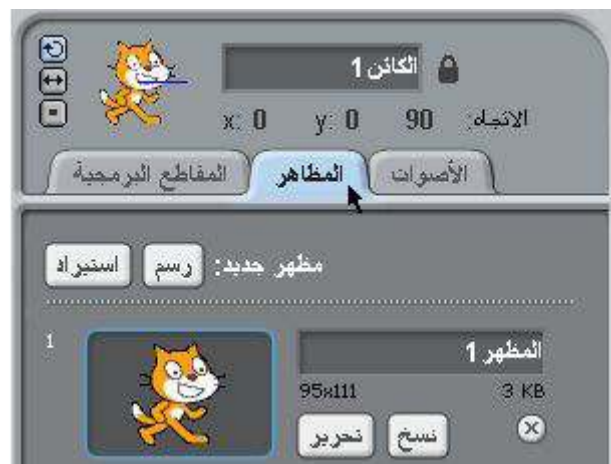 الكائن 1
x: 0 y: 0 90 الاتجاه:
الأصوات المظاهر المقاطع البرمجية
مظهر جديد: رسم استيراد
1
المظهر 1
95x111 3 KB
نسخ تحرير